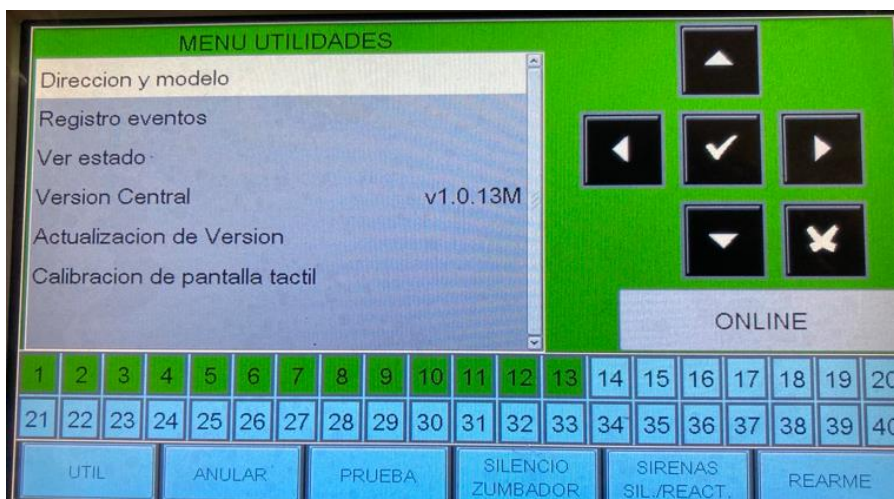 MENU UTILIDADES
Direccion y modelo
Registro eventos
Ver estado
Version Central v1.0.13M
Actualizacion de Version
Calibracion de pantalla tactil
ONLINE
1 2 3 4 5 6 7 8 9 10 11 12 13 14 15 16 17 18 19 20
21 22 23 24 25 26 27 28 29 30 31 32 33 34 35 36 37 38 39 40
UTIL ANULAR PRUEBA SILENCIO ZUMBADOR SIRENAS SIL./REACT. REARME